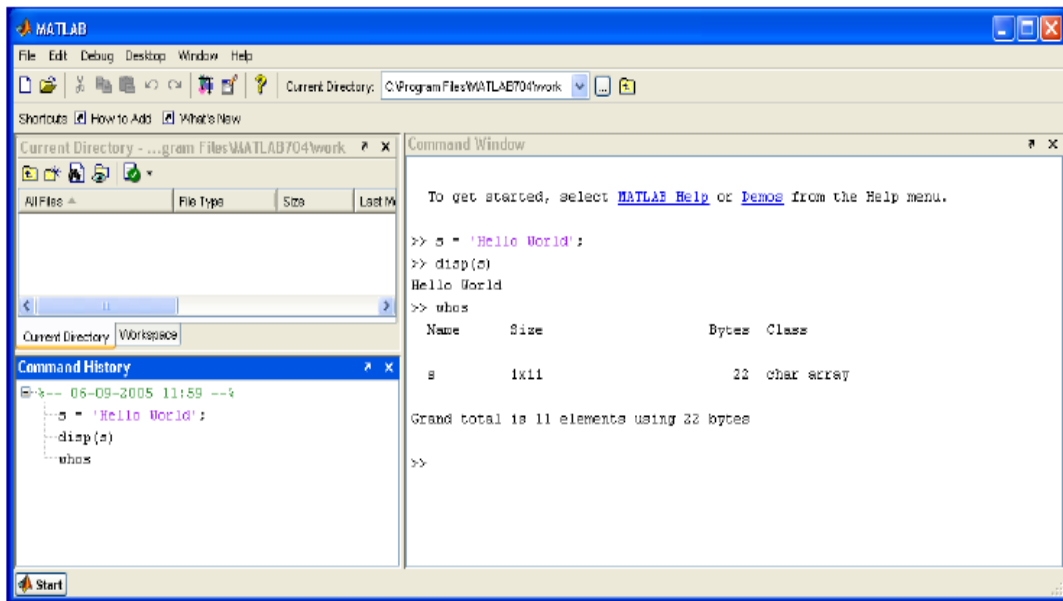 MATLAB
File Edit Debug Desktop Window Help
Current Directory: C:\Program Files\MATLAB704\work
Shortcuts How to Add What's New
Current Directory - ...gram Files\MATLAB704\work
All Files File Type Size Last M
Current Directory Workspace
Command History
%-- 06-09-2005 11:59 --%
s = 'Hello World';
disp(s)
whos
Command Window
To get started, select MATLAB Help or Demos from the Help menu.
>> s = 'Hello World';
>> disp(s)
Hello World
>> whos
Name Size Bytes Class
s 1x11 22 char array
Grand total is 11 elements using 22 bytes
>>
Start